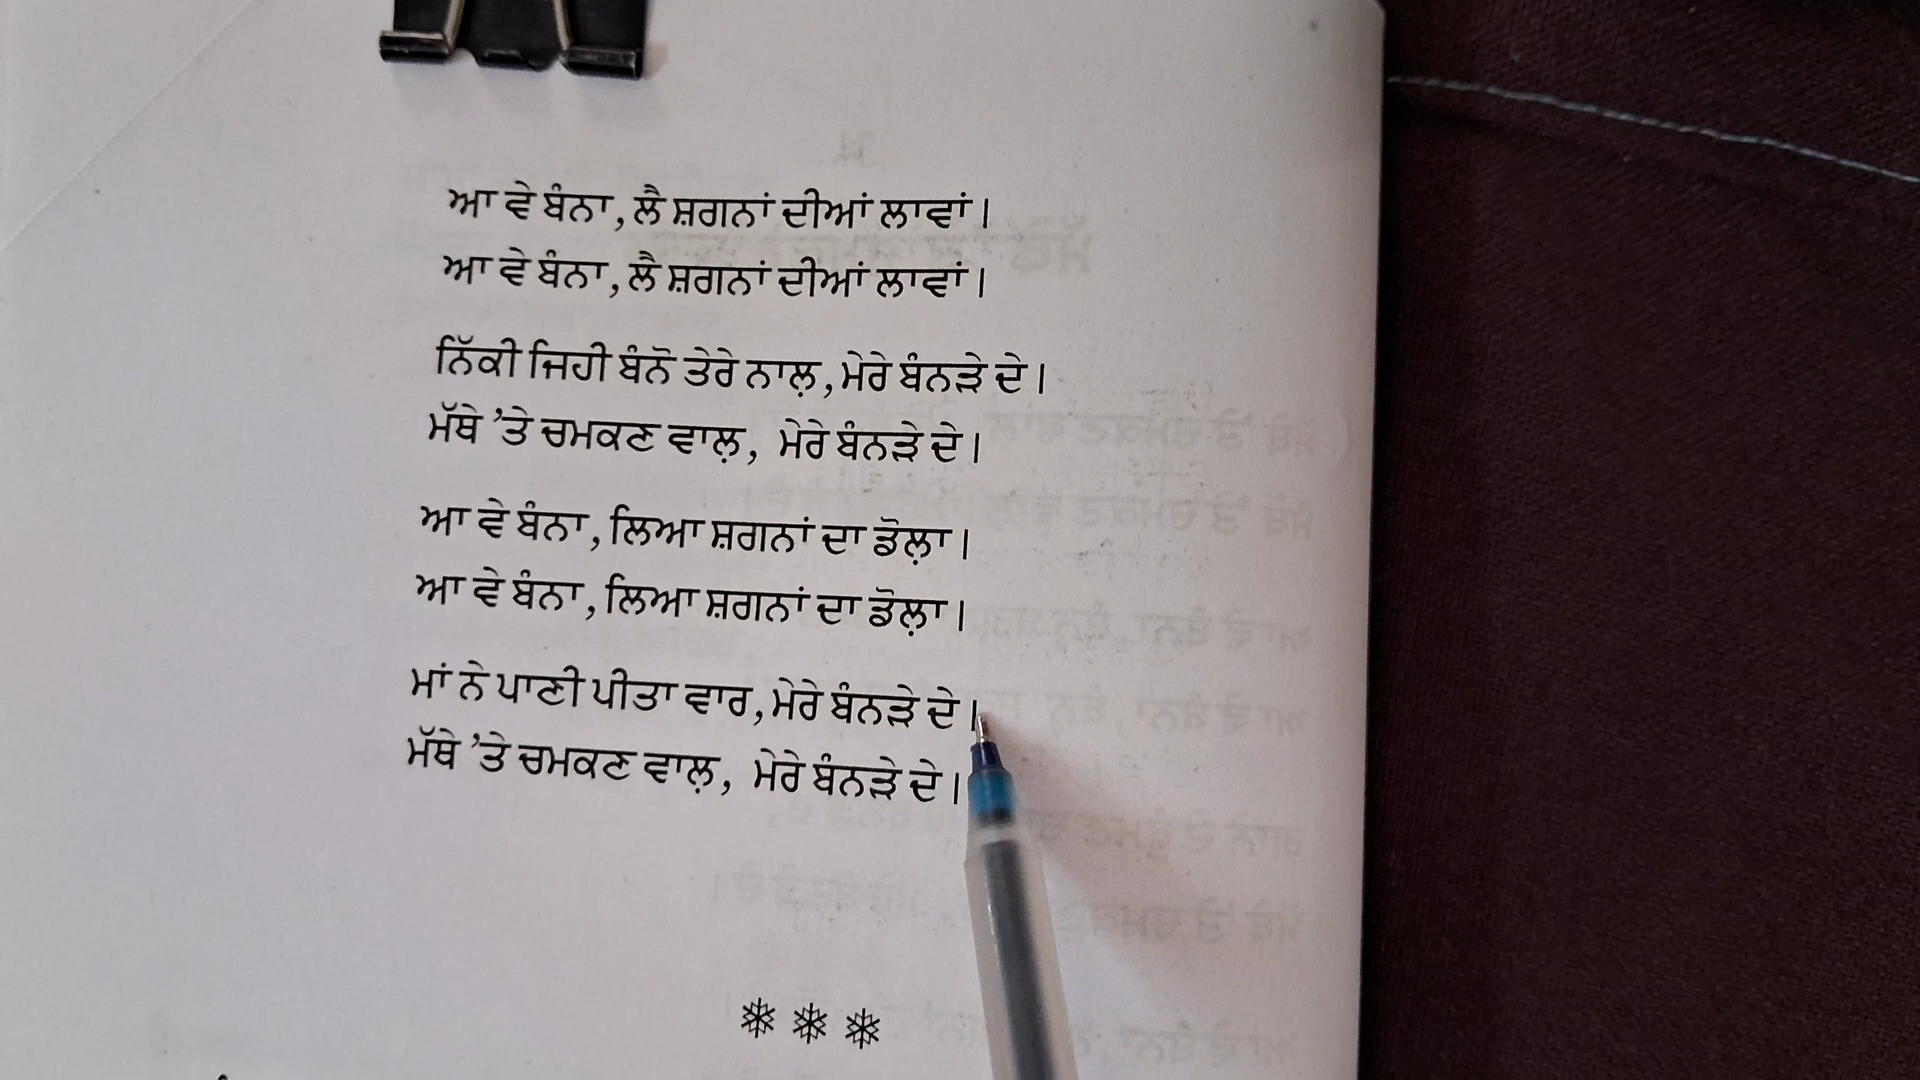 ਆ ਵੇ ਬੰਨਾ, ਲੈ ਸ਼ਗਨਾਂ ਦੀਆਂ ਲਾਵਾਂ।
ਆ ਵੇ ਬੰਨਾ, ਲੈ ਸ਼ਗਨਾਂ ਦੀਆਂ ਲਾਵਾਂ।
ਨਿੱਕੀ ਜਿਹੀ ਬੰਨੋ ਤੇਰੇ ਨਾਲ਼, ਮੇਰੇ ਬੰਨੜੇ ਦੇ।
ਮੱਥੇ ’ਤੇ ਚਮਕਣ ਵਾਲ਼, ਮੇਰੇ ਬੰਨੜੇ ਦੇ।
ਆ ਵੇ ਬੰਨਾ, ਲਿਆ ਸ਼ਗਨਾਂ ਦਾ ਡੋਲ਼ਾ।
ਆ ਵੇ ਬੰਨਾ, ਲਿਆ ਸ਼ਗਨਾਂ ਦਾ ਡੋਲ਼ਾ।
ਮਾਂ ਨੇ ਪਾਣੀ ਪੀਤਾ ਵਾਰ, ਮੇਰੇ ਬੰਨੜੇ ਦੇ।
ਮੱਥੇ ’ਤੇ ਚਮਕਣ ਵਾਲ਼, ਮੇਰੇ ਬੰਨੜੇ ਦੇ।